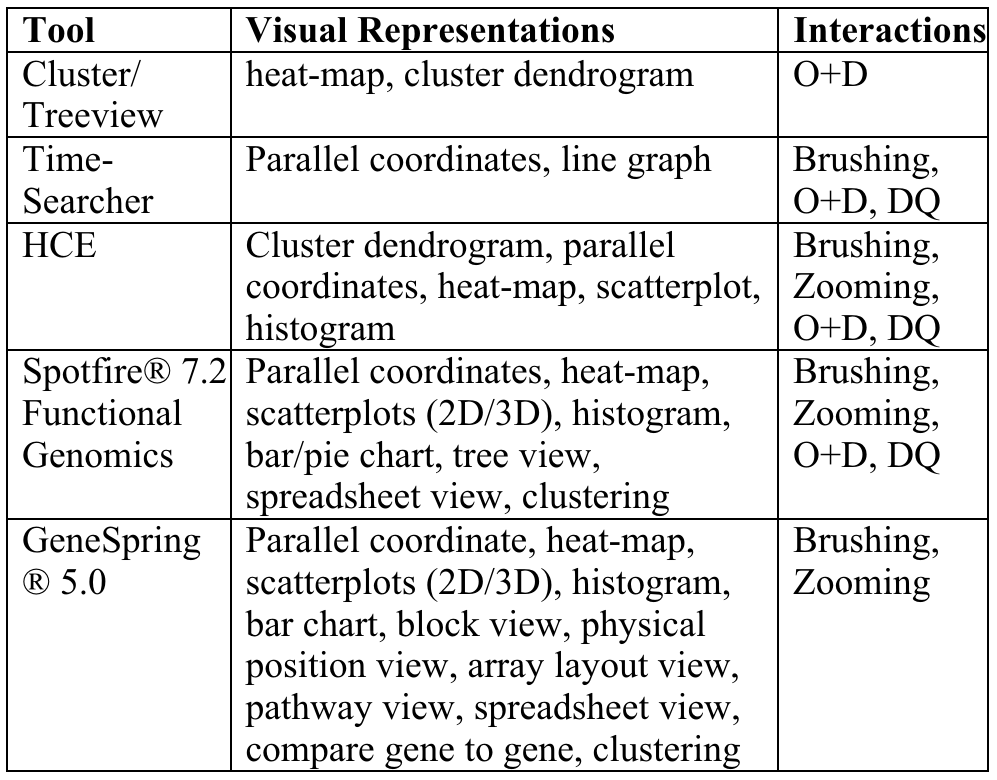 Tool Visual Representations Interactions
Cluster/ heat-map, cluster dendrogram O+D
Treeview
Time- Parallel coordinates, line graph Brushing,
Searcher O+D, DQ
HCE Cluster dendrogram, parallel Brushing,
coordinates, heat-map, scatterplot, Zooming,
histogram O+D, DQ
Spotfire® 7.2 Parallel coordinates, heat-map, Brushing,
Functional scatterplots (2D/3D), histogram, Zooming,
Genomics bar/pie chart, tree view, O+D, DQ
spreadsheet view, clustering
GeneSpring Parallel coordinate, heat-map, Brushing,
® 5.0 scatterplots (2D/3D), histogram, Zooming
bar chart, block view, physical
position view, array layout view,
pathway view, spreadsheet view,
compare gene to gene, clustering